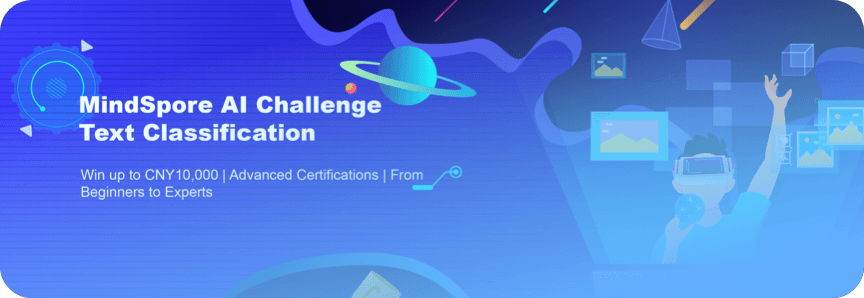 MindSpore AI Challenge
Text Classification
Win up to CNY10,000 | Advanced Certifications | From
Beginners to Experts